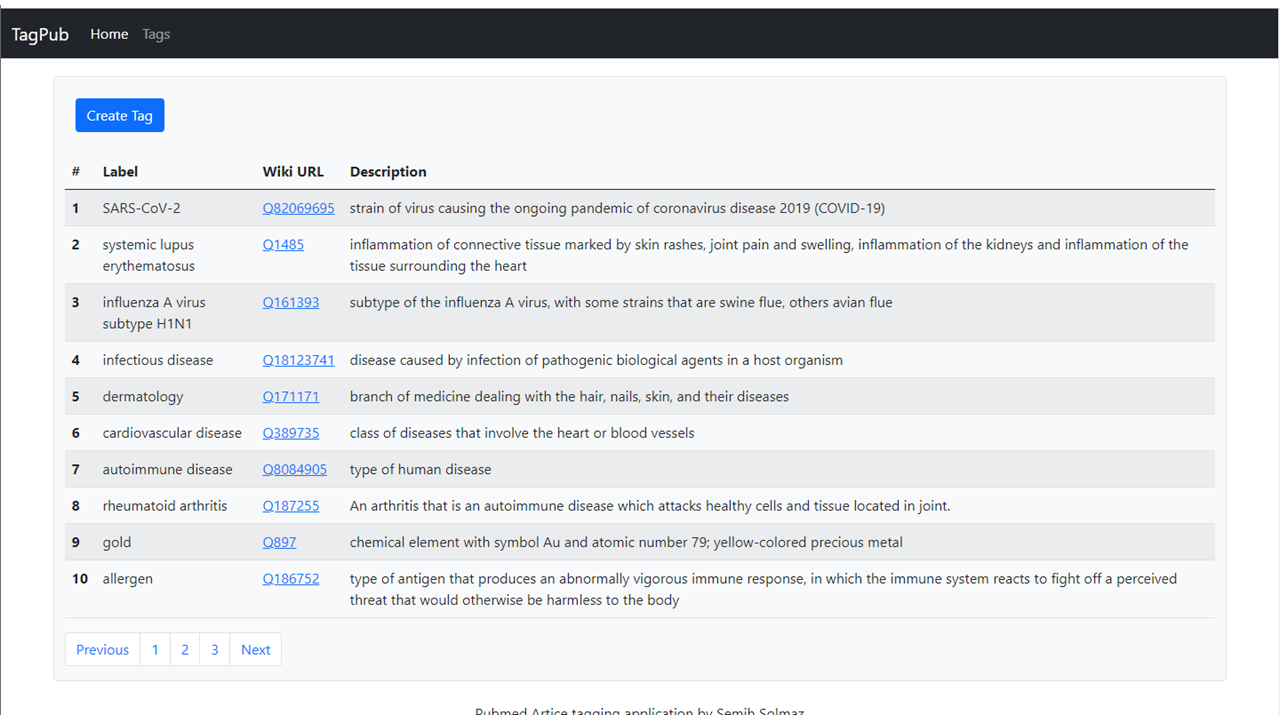 TagPub Home Tags
Create Tag
# Label Wiki URL Description
1 SARS-CoV-2 Q82069695 strain of virus causing the ongoing pandemic of coronavirus disease 2019 (COVID-19)
2 systemic lupus erythematosus Q1485 inflammation of connective tissue marked by skin rashes, joint pain and swelling, inflammation of the kidneys and inflammation of the
tissue surrounding the heart
3 influenza A virus subtype H1N1 Q161393 subtype of the influenza A virus, with some strains that are swine flue, others avian flue
4 infectious disease Q18123741 disease caused by infection of pathogenic biological agents in a host organism
5 dermatology Q171171 branch of medicine dealing with the hair, nails, skin, and their diseases
6 cardiovascular disease Q389735 class of diseases that involve the heart or blood vessels
7 autoimmune disease Q8084905 type of human disease
8 rheumatoid arthritis Q187255 An arthritis that is an autoimmune disease which attacks healthy cells and tissue located in joint.
9 gold Q897 chemical element with symbol Au and atomic number 79; yellow-colored precious metal
10 allergen Q186752 type of antigen that produces an abnormally vigorous immune response, in which the immune system reacts to fight off a perceived
threat that would otherwise be harmless to the body
Previous 1 2 3 Next
Pubmed Artice tagging application by Semih Solmaz